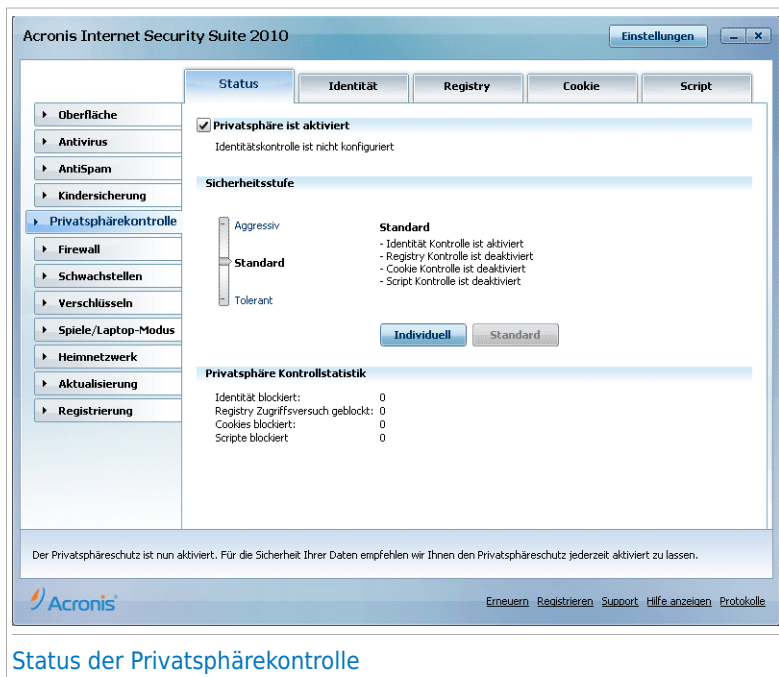 Acronis Internet Security Suite 2010
Einstellungen
Status
Identität
Registry
Cookie
Script
Oberfläche
Antivirus
AntiSpam
Kindersicherung
Privatsphärekontrolle
Firewall
Schwachstellen
Verschlüsseln
Spiele/Laptop-Modus
Heimnetzwerk
Aktualisierung
Registrierung
Privatsphäre ist aktiviert
Identitätskontrolle ist nicht konfiguriert
Sicherheitsstufe
Aggressiv
Standard
Tolerant
Standard
- Identität Kontrolle ist aktiviert
- Registry Kontrolle ist deaktiviert
- Cookie Kontrolle ist deaktiviert
- Script Kontrolle ist deaktiviert
Individuell
Standard
Privatsphäre Kontrollstatistik
Identität blockiert: 0
Registry Zugriffsversuch geblockt: 0
Cookies blockiert: 0
Scripte blockiert 0
Der Privatsphäreschutz ist nun aktiviert. Für die Sicherheit Ihrer Daten empfehlen wir Ihnen den Privatsphäreschutz jederzeit aktiviert zu lassen.
Acronis
Erneuern Registrieren Support Hilfe anzeigen Protokolle
Status der Privatsphärekontrolle